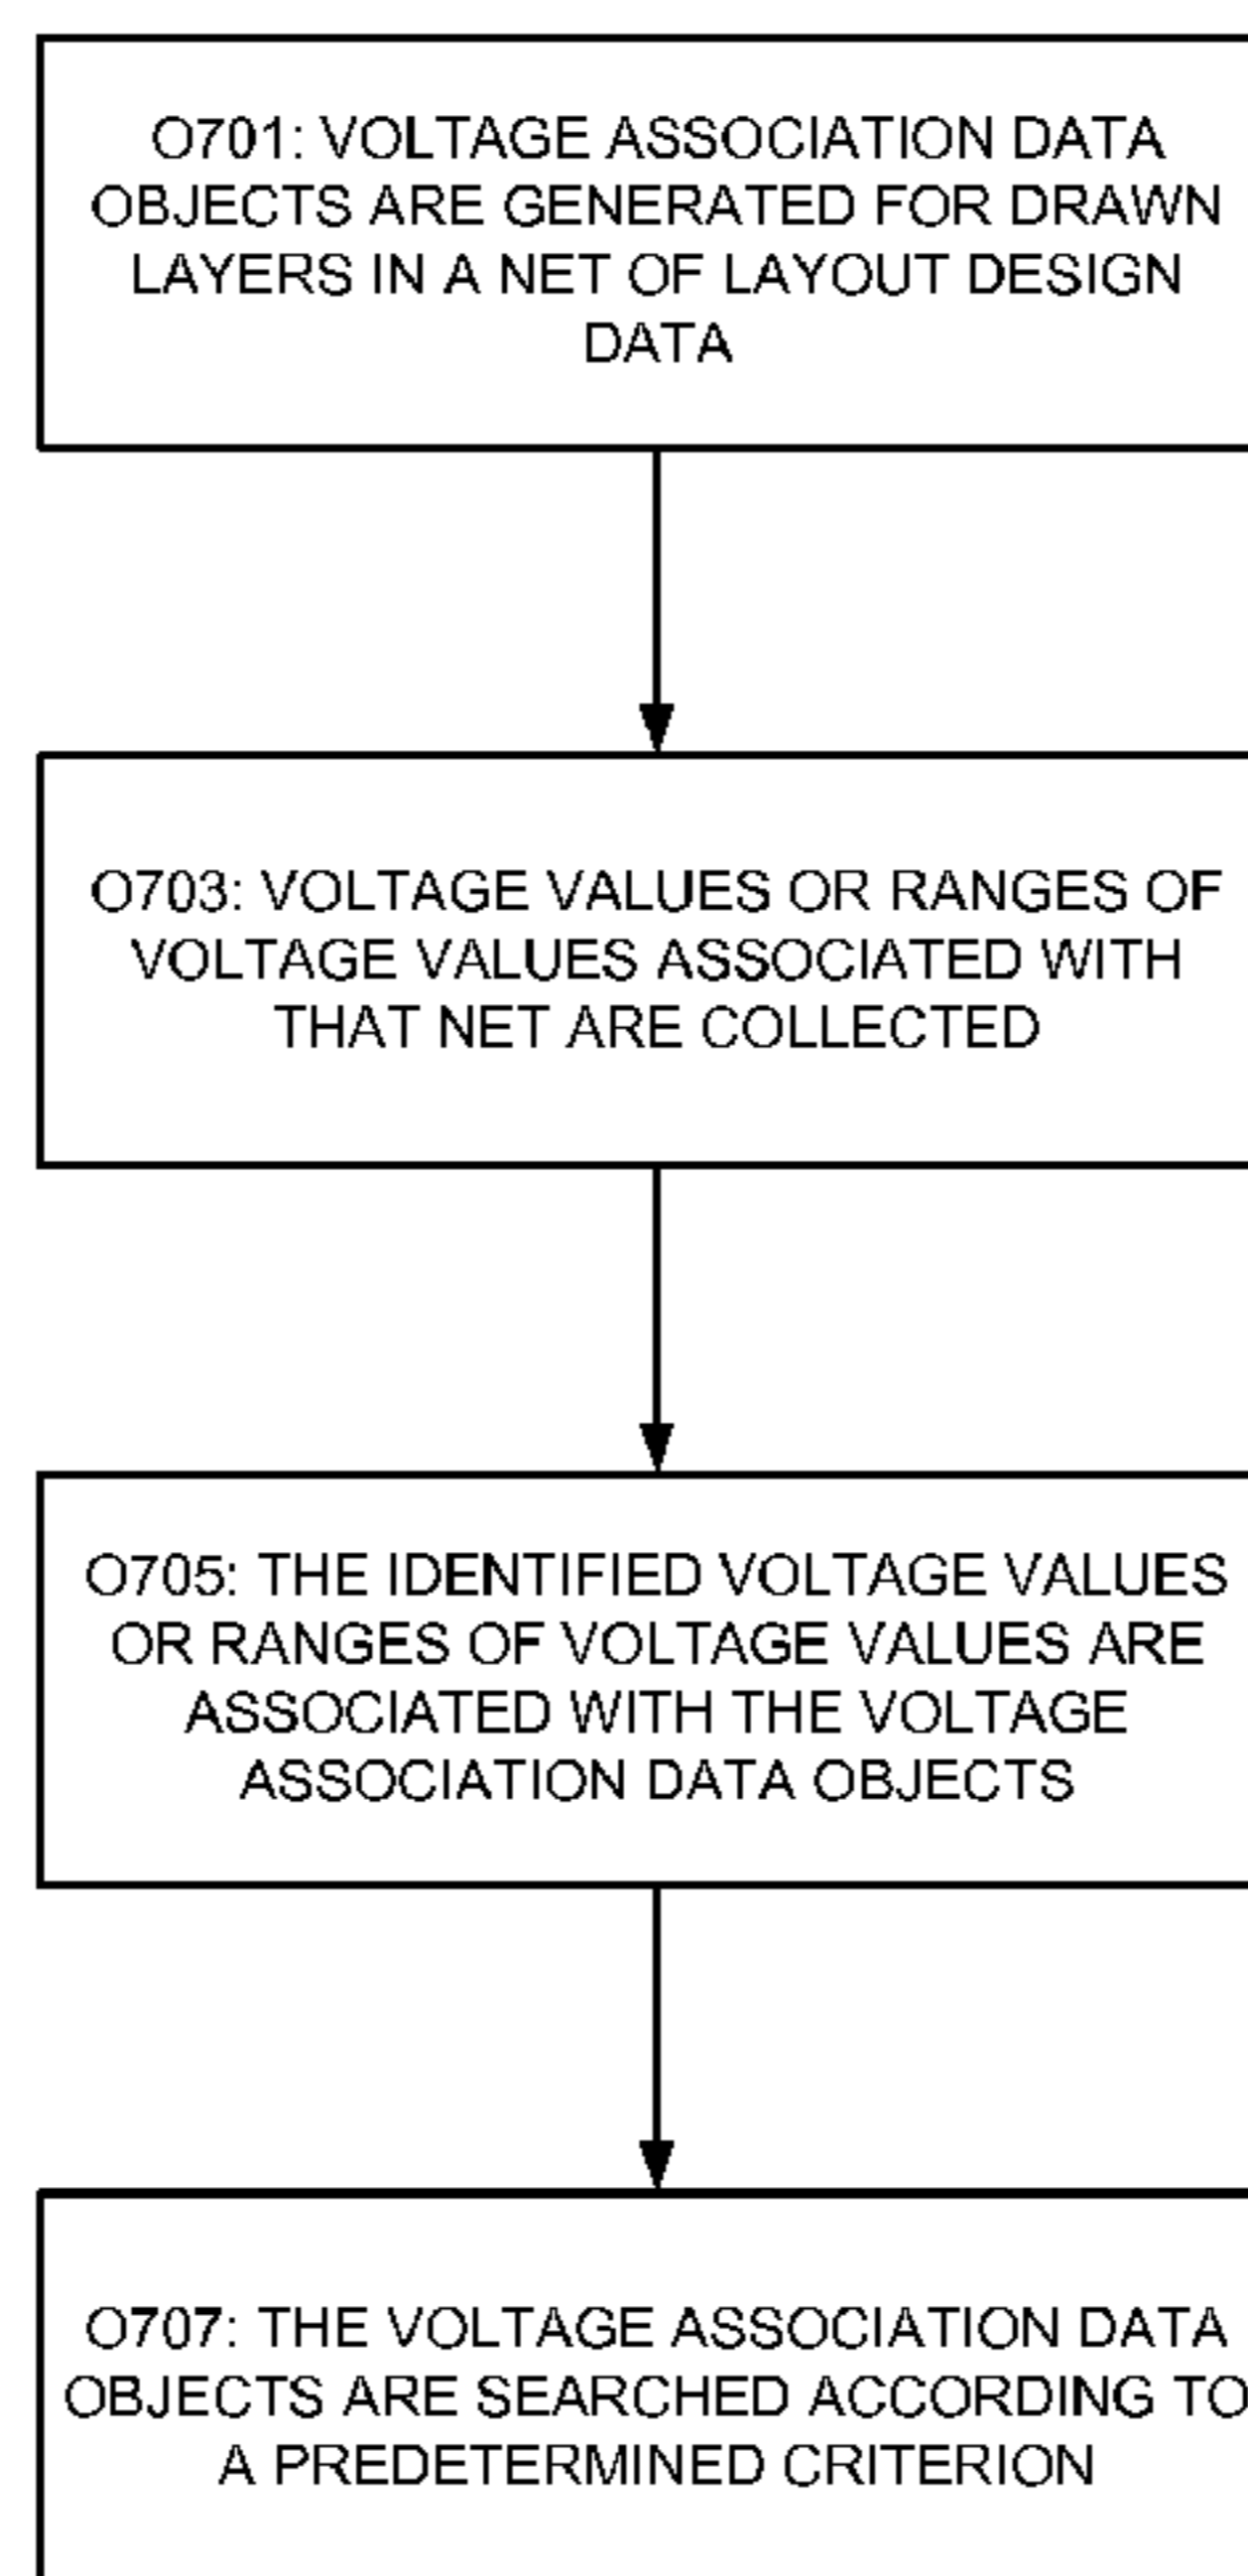 O701: VOLTAGE ASSOCIATION DATA
OBJECTS ARE GENERATED FOR DRAWN
LAYERS IN A NET OF LAYOUT DESIGN
DATA
O703: VOLTAGE VALUES OR RANGES OF
VOLTAGE VALUES ASSOCIATED WITH
THAT NET ARE COLLECTED
O705: THE IDENTIFIED VOLTAGE VALUES
OR RANGES OF VOLTAGE VALUES ARE
ASSOCIATED WITH THE VOLTAGE
ASSOCIATION DATA OBJECTS
O707: THE VOLTAGE ASSOCIATION DATA
OBJECTS ARE SEARCHED ACCORDING TO
A PREDETERMINED CRITERION